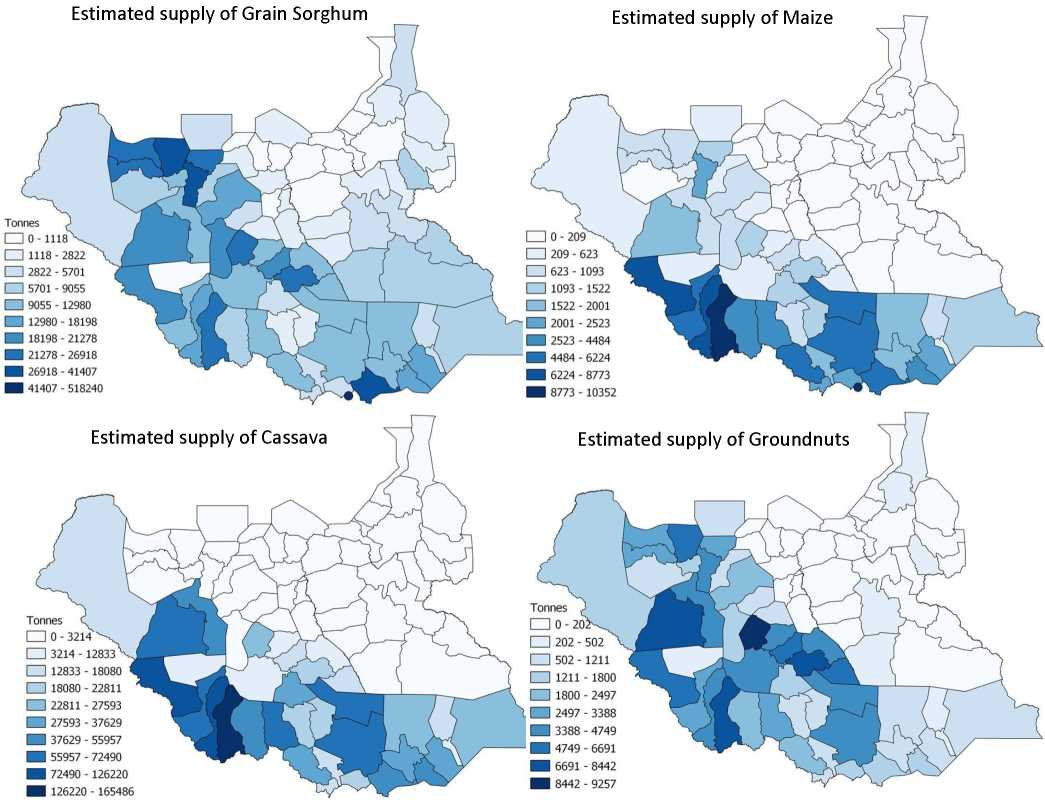 Estimated supply of Grain Sorghum
Tonnes
0 - 1118
1118 - 2822
2822 - 5701
5701 - 9055
9055 - 12980
12980 - 18198
18198 - 21278
21278 - 26918
26918 - 41407
41407 - 518240
Estimated supply of Maize
Tonnes
0 - 209
209 - 623
623 - 1093
1093 - 1522
1522 - 2001
2001 - 2523
2523 - 4484
4484 - 6224
6224 - 8773
8773 - 10352
Estimated supply of Cassava
Tonnes
0 - 3214
3214 - 12833
12833 - 18080
18080 - 22811
22811 - 27593
27593 - 37629
37629 - 55957
55957 - 72490
72490 - 126220
126220 - 165486
Estimated supply of Groundnuts
Tonnes
0 - 202
202 - 502
502 - 1211
1211 - 1800
1800 - 2497
2497 - 3388
3388 - 4749
4749 - 6691
6691 - 8442
8442 - 9257